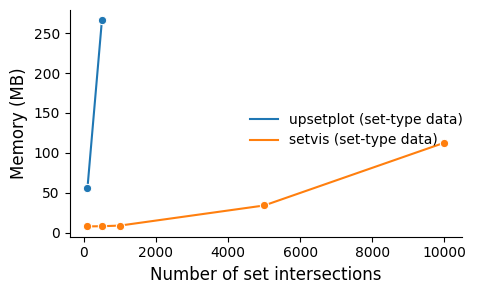 Memory (MB)
250
200
150
100
50
0
upsetplot (set-type data)
setvis (set-type data)
0 2000 4000 6000 8000 10000
Number of set intersections